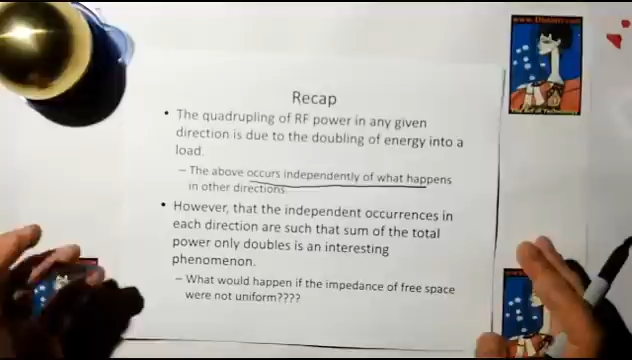 Recap
• The quadrupling of RF power in any given
direction is due to the doubling of energy into a
load.
– The above occurs independently of what happens
in other directions.
• However, that the independent occurrences in
each direction are such that sum of the total
power only doubles is an interesting
phenomenon.
– What would happen if the impedance of free space
were not uniform????